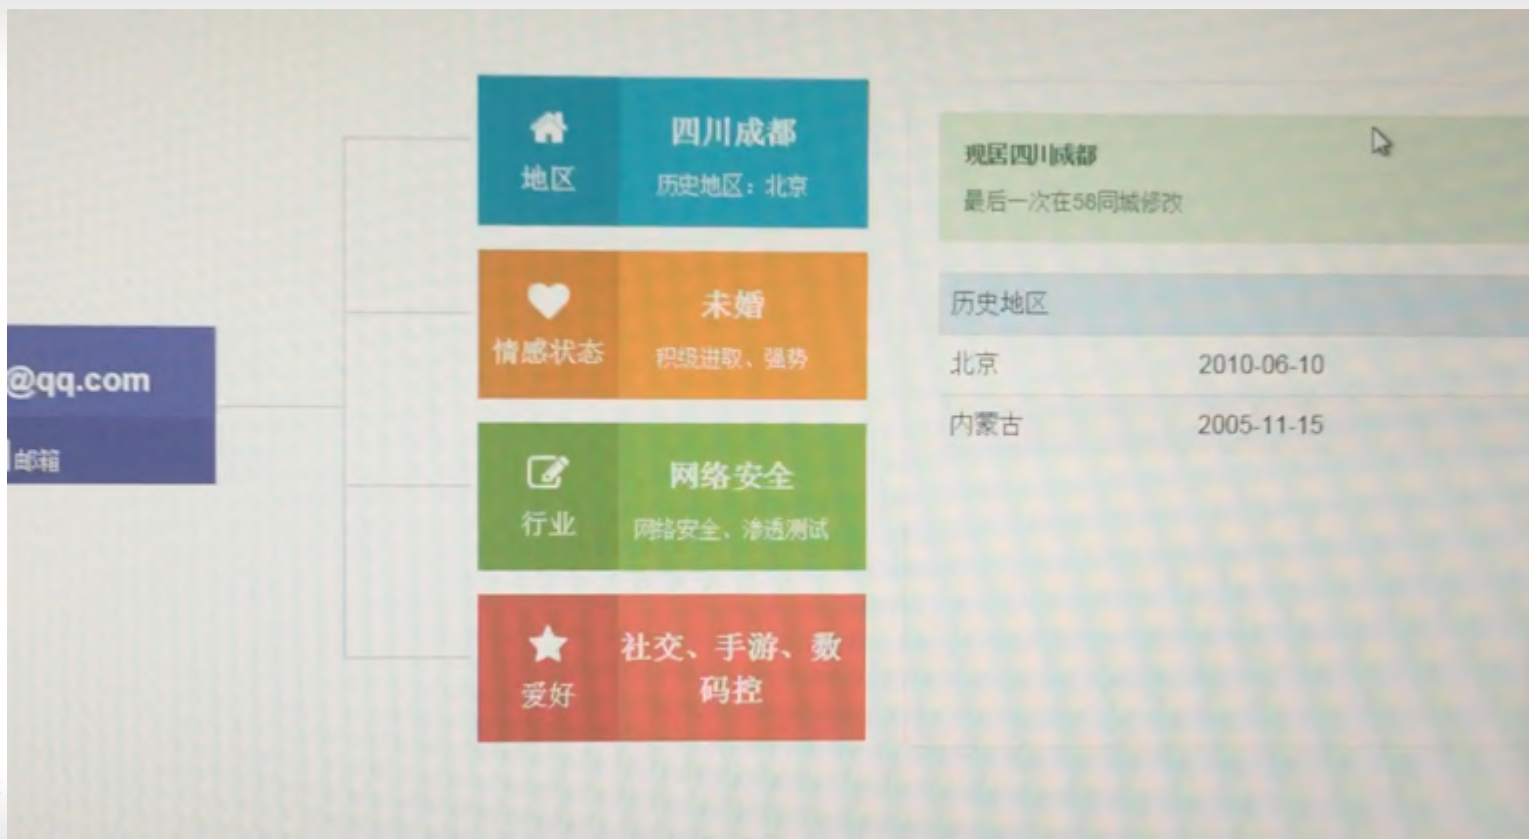 @qq.com
邮箱
地区
四川成都
历史地区：北京
情感状态
未婚
积级进取、强势
行业
网络安全
网络安全、渗透测试
爱好
社交、手游、数
码控
现居四川成都
最后一次在58同城修改
历史地区
北京 2010-06-10
内蒙古 2005-11-15